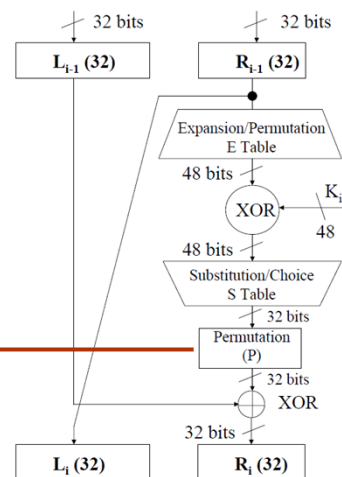 32 bits
32 bits
Li-1 (32)
Ri-1 (32)
Expansion/Permutation
E Table
48 bits
Ki
XOR
48
48 bits
Substitution/Choice
S Table
32 bits
Permutation
(P)
32 bits
XOR
32 bits
Li (32)
Ri (32)